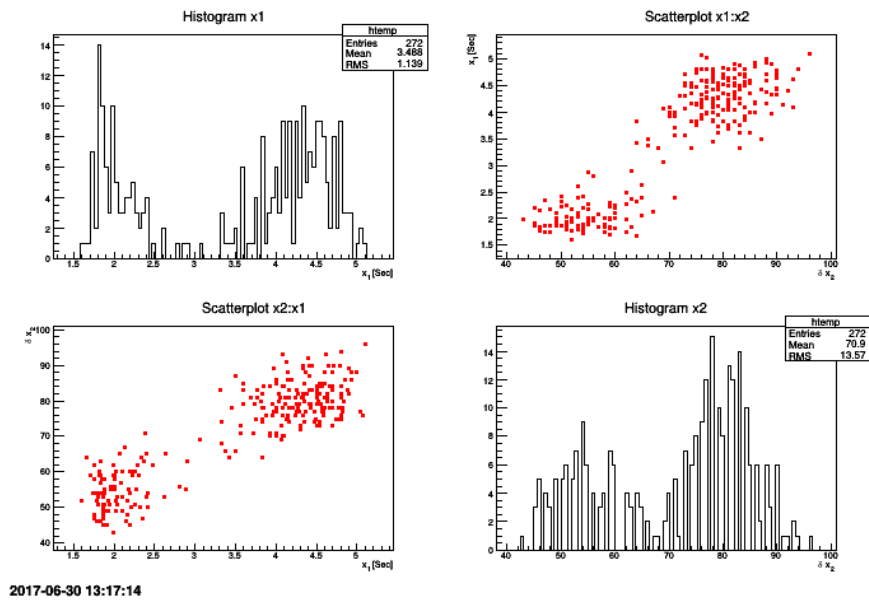 Histogram x1
htemp
Entries 272
Mean 3.488
RMS 1.139
14
12
10
8
6
4
2
0
1.5 2 2.5 3 3.5 4 4.5 5
x1 [Sec]
Scatterplot x1:x2
x1 [Sec]
5
4.5
4
3.5
3
2.5
2
1.5
40 50 60 70 80 90 100
δ x2
Scatterplot x2:x1
δ x2
100
90
80
70
60
50
40
1.5 2 2.5 3 3.5 4 4.5 5
x1 [Sec]
Histogram x2
htemp
Entries 272
Mean 70.9
RMS 13.57
14
12
10
8
6
4
2
0
40 50 60 70 80 90 100
δ x2
2017-06-30 13:17:14